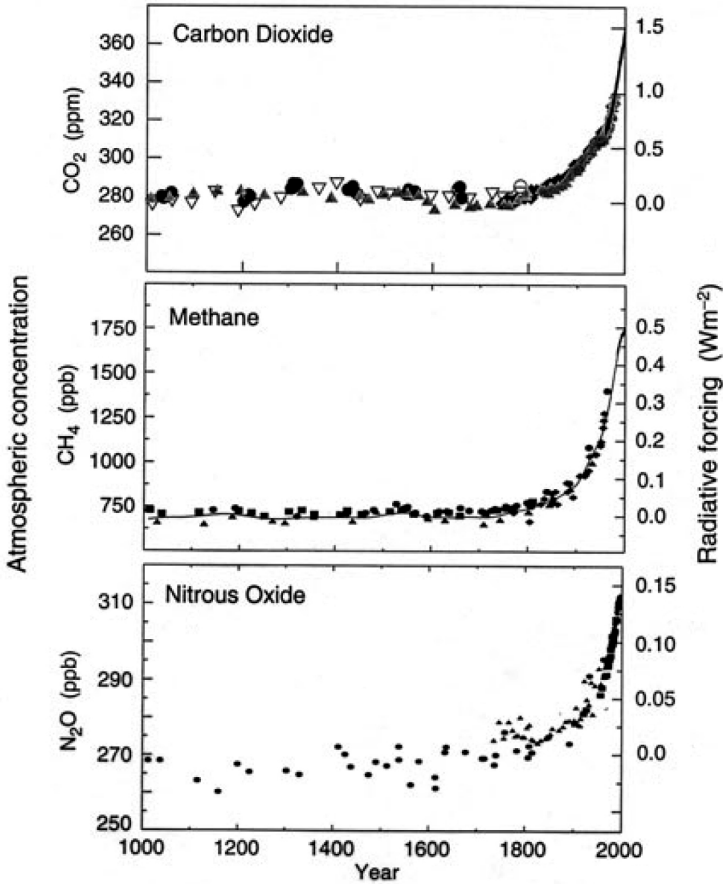 Carbon Dioxide
CO2 (ppm)
360
340
320
300
280
260
1.5
1.0
0.5
0.0
Methane
CH4 (ppb)
1750
1500
1250
1000
750
0.5
0.4
0.3
0.2
0.1
0.0
Nitrous Oxide
N2O (ppb)
310
290
270
250
0.15
0.10
0.05
0.0
1000 1200 1400 1600 1800 2000
Year
Atmospheric concentration
Radiative forcing (Wm−2)